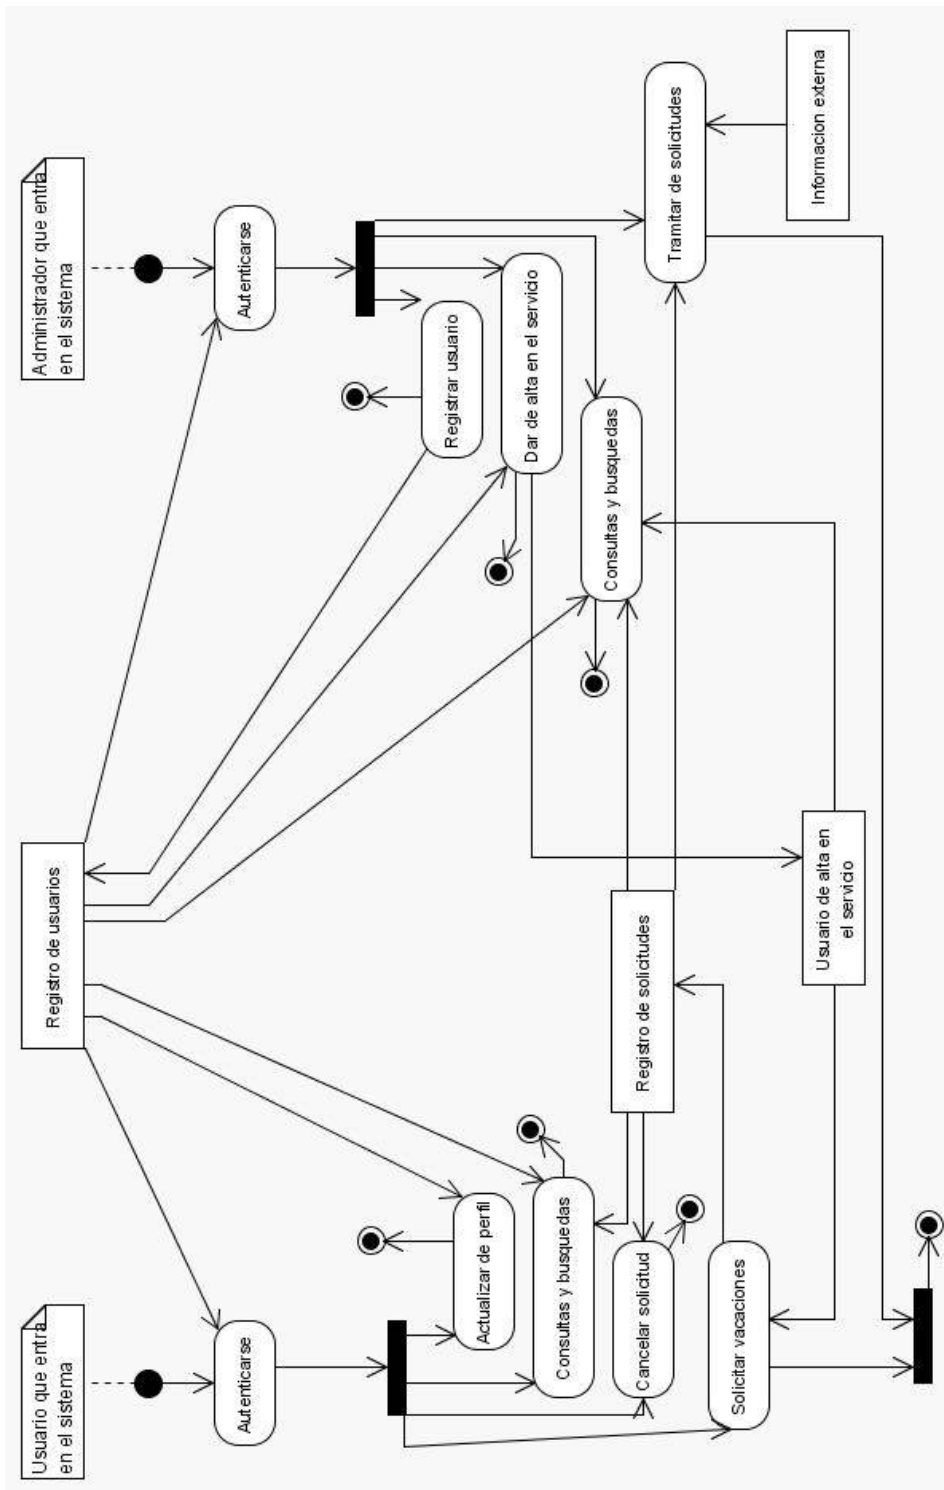 Usuario que entra
en el sistema
Registro de usuarios
Administrador que entra
en el sistema
Autenticarse
Autenticarse
Registrar usuario
Actualizar de perfil
Dar de alta en el servicio
Consultas y busquedas
Consultas y busquedas
Cancelar solicitud
Registro de solicitudes
Tramitar de solicitudes
Solicitar vacaciones
Usuario de alta en
el servicio
Informacion externa